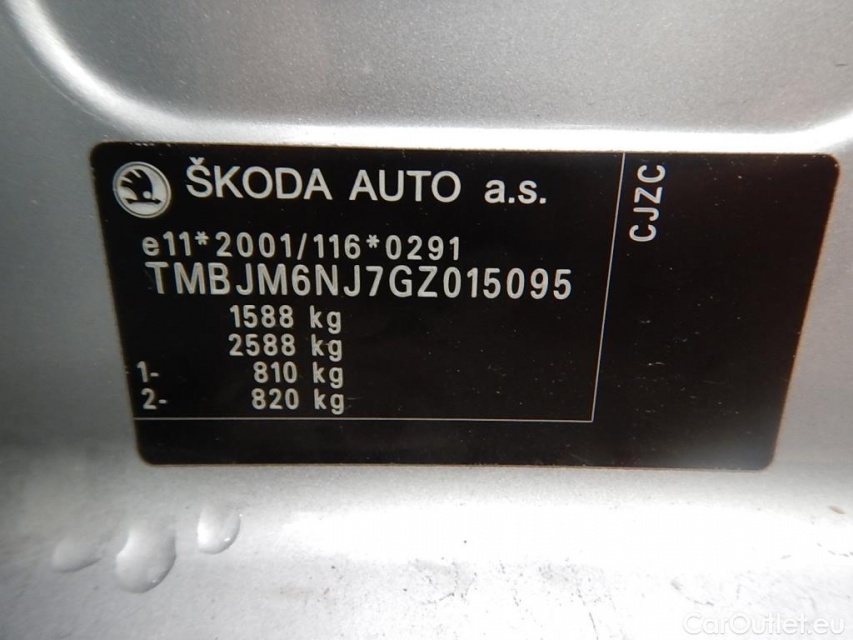 ŠKODA AUTO a.s.
e11*2001/116*0291
TMBJM6NJ7GZ015095
1588 kg
2588 kg
1- 810 kg
2- 820 kg
CJZC
CarOutlet.eu